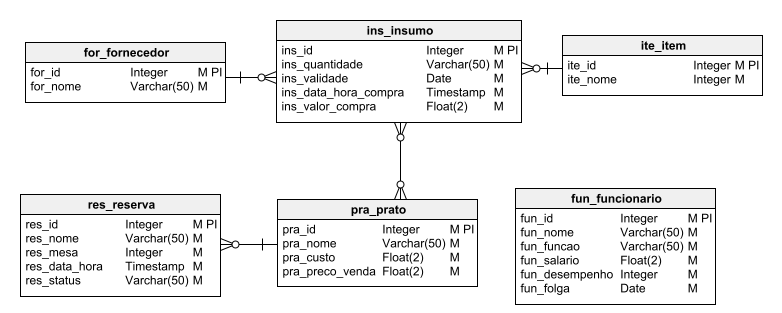 for_fornecedor
for_id Integer M PI
for_nome Varchar(50) M
ins_insumo
ins_id Integer M PI
ins_quantidade Varchar(50) M
ins_validade Date M
ins_data_hora_compra Timestamp M
ins_valor_compra Float(2) M
ite_item
ite_id Integer M PI
ite_nome Integer M
res_reserva
res_id Integer M PI
res_nome Varchar(50) M
res_mesa Integer M
res_data_hora Timestamp M
res_status Varchar(50) M
pra_prato
pra_id Integer M PI
pra_nome Varchar(50) M
pra_custo Float(2) M
pra_preco_venda Float(2) M
fun_funcionario
fun_id Integer M PI
fun_nome Varchar(50) M
fun_funcao Varchar(50) M
fun_salario Float(2) M
fun_desempenho Integer M
fun_folga Date M